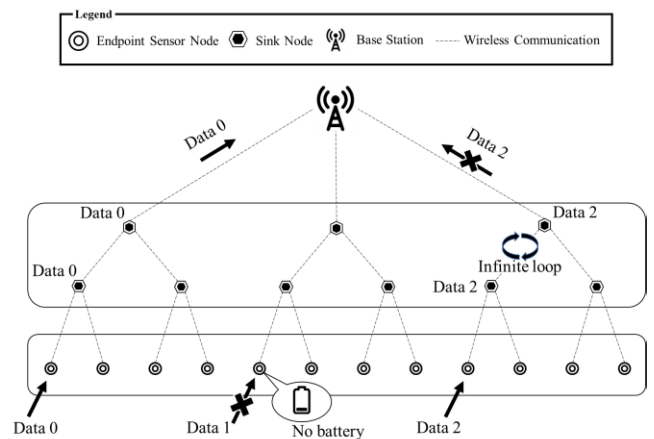 Legend
Endpoint Sensor Node Sink Node Base Station Wireless Communication
Data 0
Data 2
Data 0
Data 2
Data 0
Infinite loop
Data 2
Data 0
Data 1
No battery
Data 2